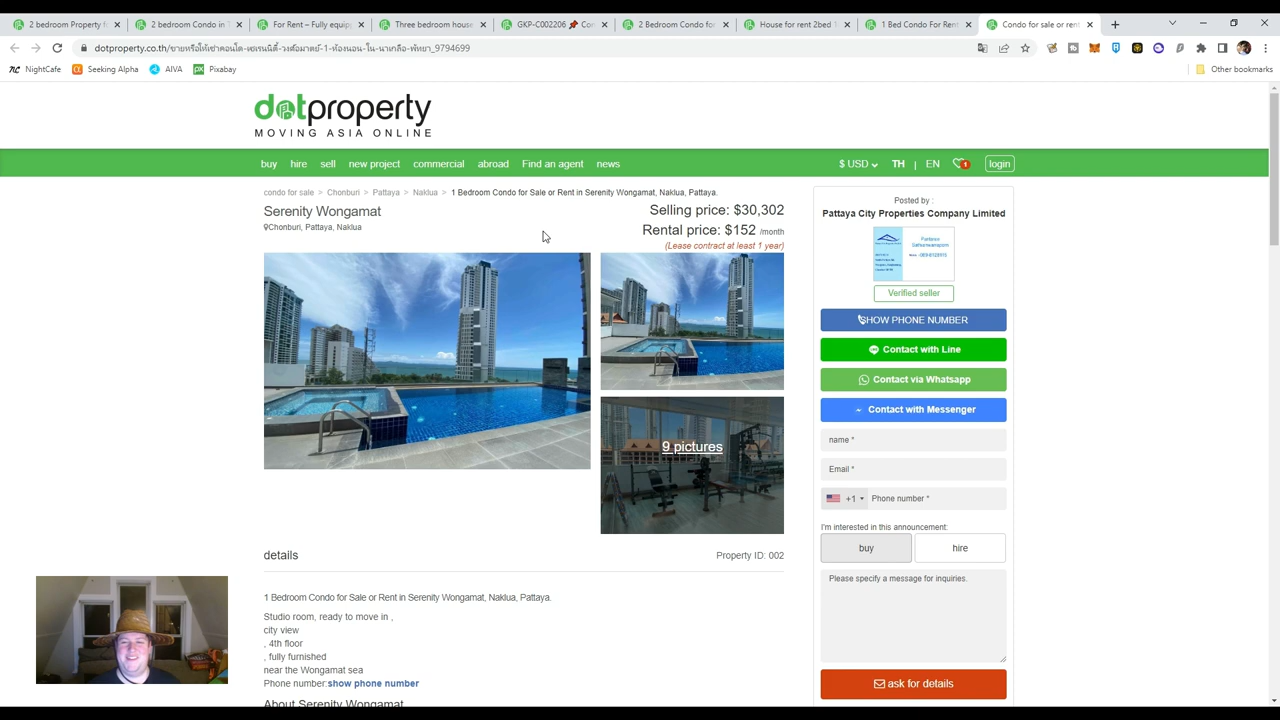 2 bedroom Property f
2 bedroom Condo in T
For Rent – Fully equip
Three bedroom house
GKP-C002206 📌 Co
2 Bedroom Condo fo
House for rent 2bed 1
1 Bed Condo For Rent
Condo for sale or rent
dotproperty.co.th/ขายหรือให้เช่าคอนโด-เซเรนิตี้-วงศ์อมาตย์-1-ห้องนอน-ใน-นาเกลือ-พัทยา_9794699
NightCafe
Seeking Alpha
AIVA
Pixabay
Other bookmarks
dotproperty
MOVING ASIA ONLINE
buy hire sell new project commercial abroad Find an agent news
$ USD TH | EN 1 login
condo for sale > Chonburi > Pattaya > Naklua > 1 Bedroom Condo for Sale or Rent in Serenity Wongamat, Naklua, Pattaya.
Serenity Wongamat
Chonburi, Pattaya, Naklua
Selling price: $30,302
Rental price: $152 /month
(Lease contract at least 1 year)
9 pictures
details
Property ID: 002
1 Bedroom Condo for Sale or Rent in Serenity Wongamat, Naklua, Pattaya.
Studio room, ready to move in ,
city view
, 4th floor
, fully furnished
near the Wongamat sea
Phone number:show phone number
About Serenity Wongamat
Posted by :
Pattaya City Properties Company Limited
Verified seller
SHOW PHONE NUMBER
Contact with Line
Contact via Whatsapp
Contact with Messenger
name *
Email *
+1 Phone number *
I'm interested in this announcement:
buy hire
Please specify a message for inquiries.
ask for details